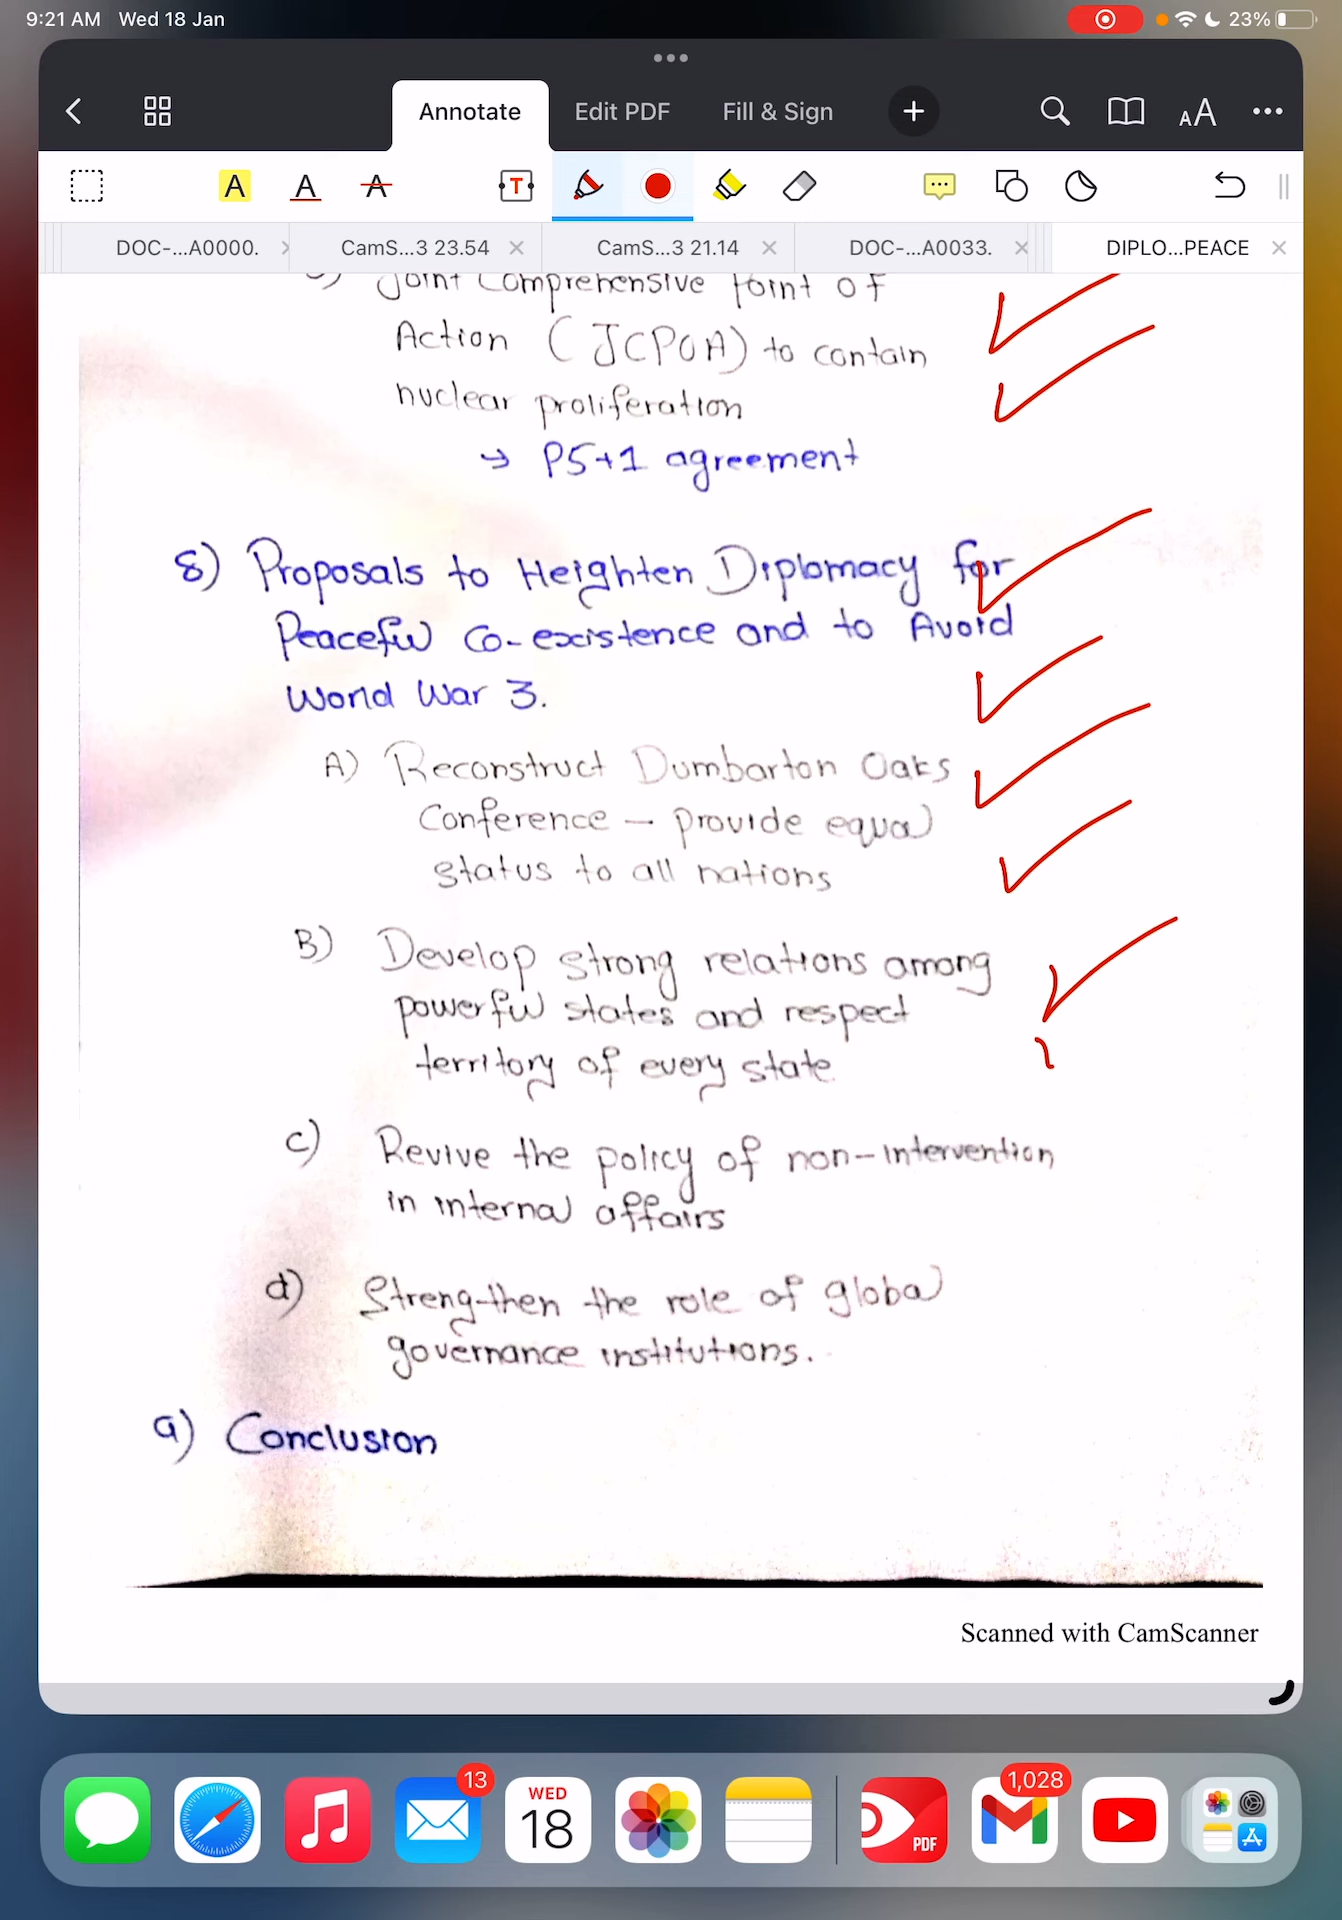 9:21 AM Wed 18 Jan
23%
Annotate
Edit PDF
Fill & Sign
AA
A A A T
DOC-...A0000.
CamS...3 23.54
CamS...3 21.14
DOC-...A0033.
DIPLO...PEACE
Joint Comprehensive Point of
Action (JCPOA) to contain
nuclear proliferation
→ P5+1 agreement
8) Proposals to Heighten Diplomacy for
Peaceful Co-existence and to Avoid
World War 3.
A) Reconstruct Dumbarton Oaks
Conference – provide equal
status to all nations
B) Develop strong relations among
powerful states and respect
territory of every state
c) Revive the policy of non-intervention
in internal affairs
d) Strengthen the role of global
governance institutions.
9) Conclusion
Scanned with CamScanner
13
WED
18
PDF
1,028